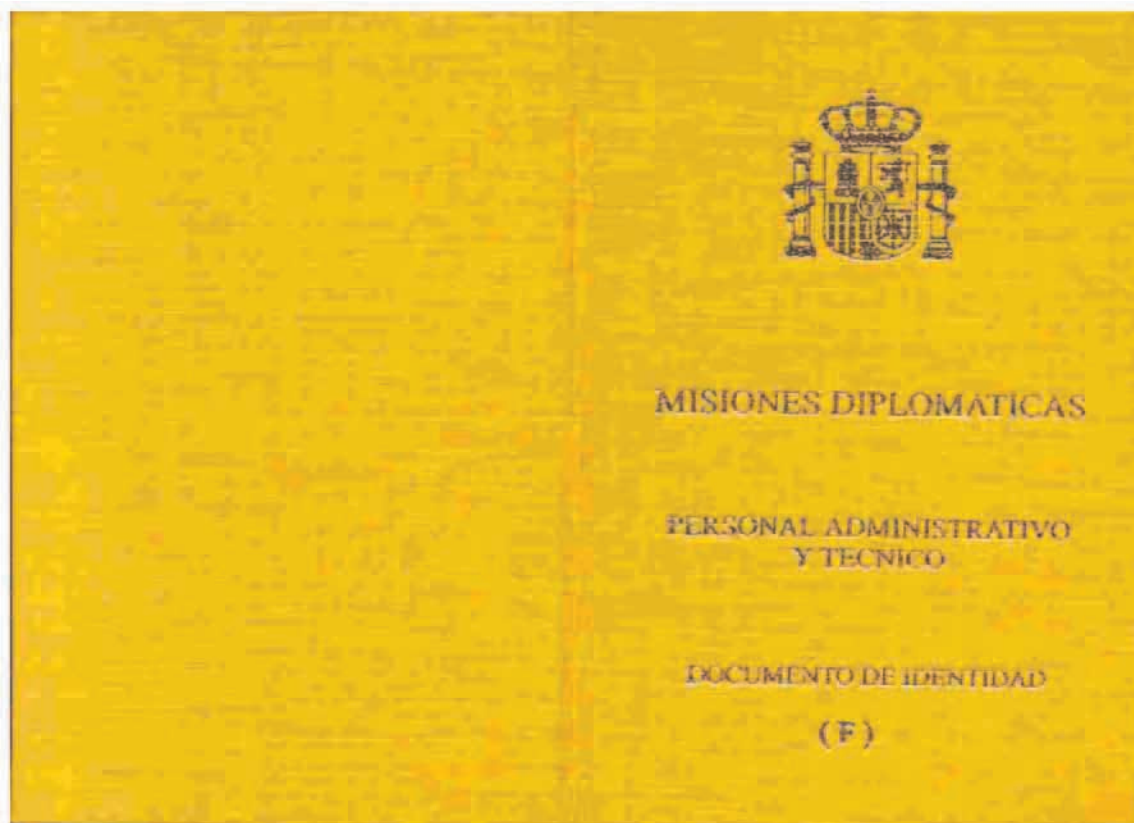 MISIONES DIPLOMATICAS
PERSONAL ADMINISTRATIVO
Y TECNICO
DOCUMENTO DE IDENTIDAD
( F )